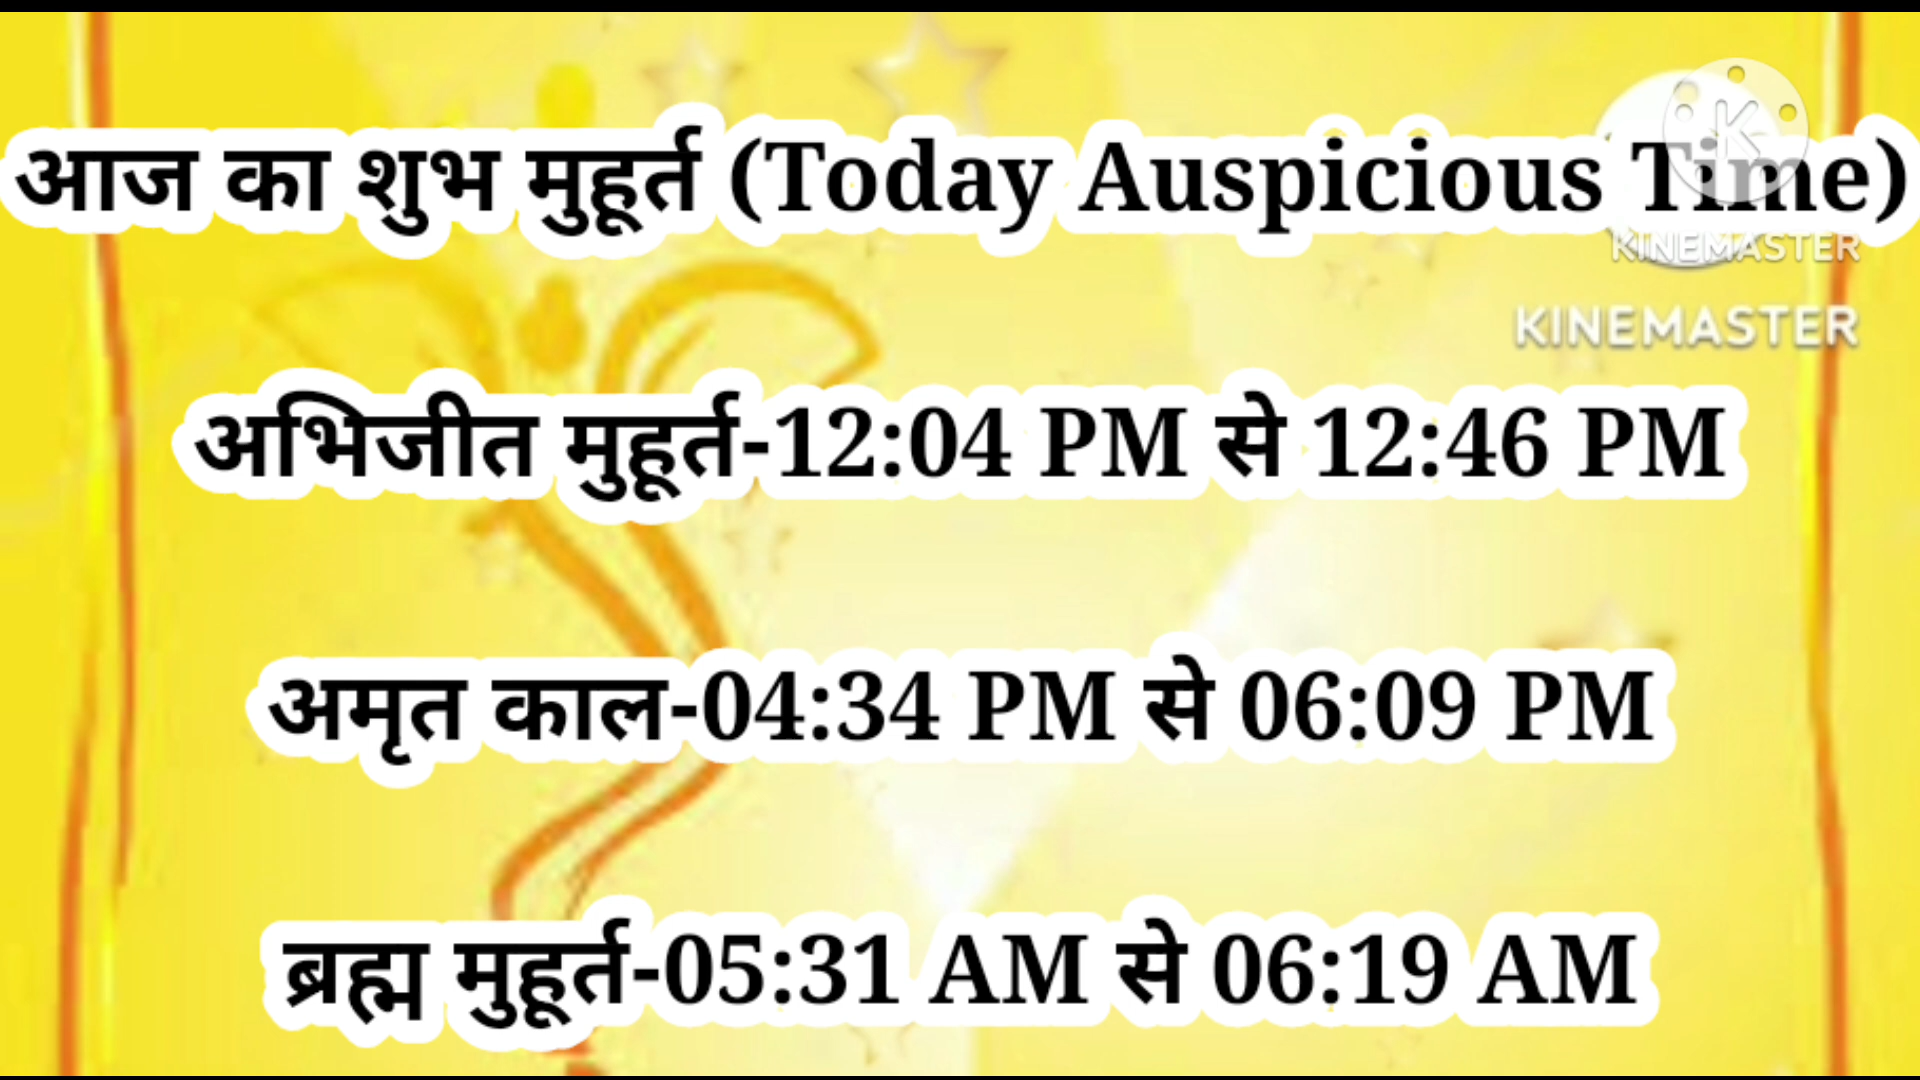 आज का शुभ मुहूर्त (Today Auspicious Time)
KINEMASTER
KINEMASTER
अभिजीत मुहूर्त-12:04 PM से 12:46 PM
अमृत काल-04:34 PM से 06:09 PM
ब्रह्म मुहूर्त-05:31 AM से 06:19 AM